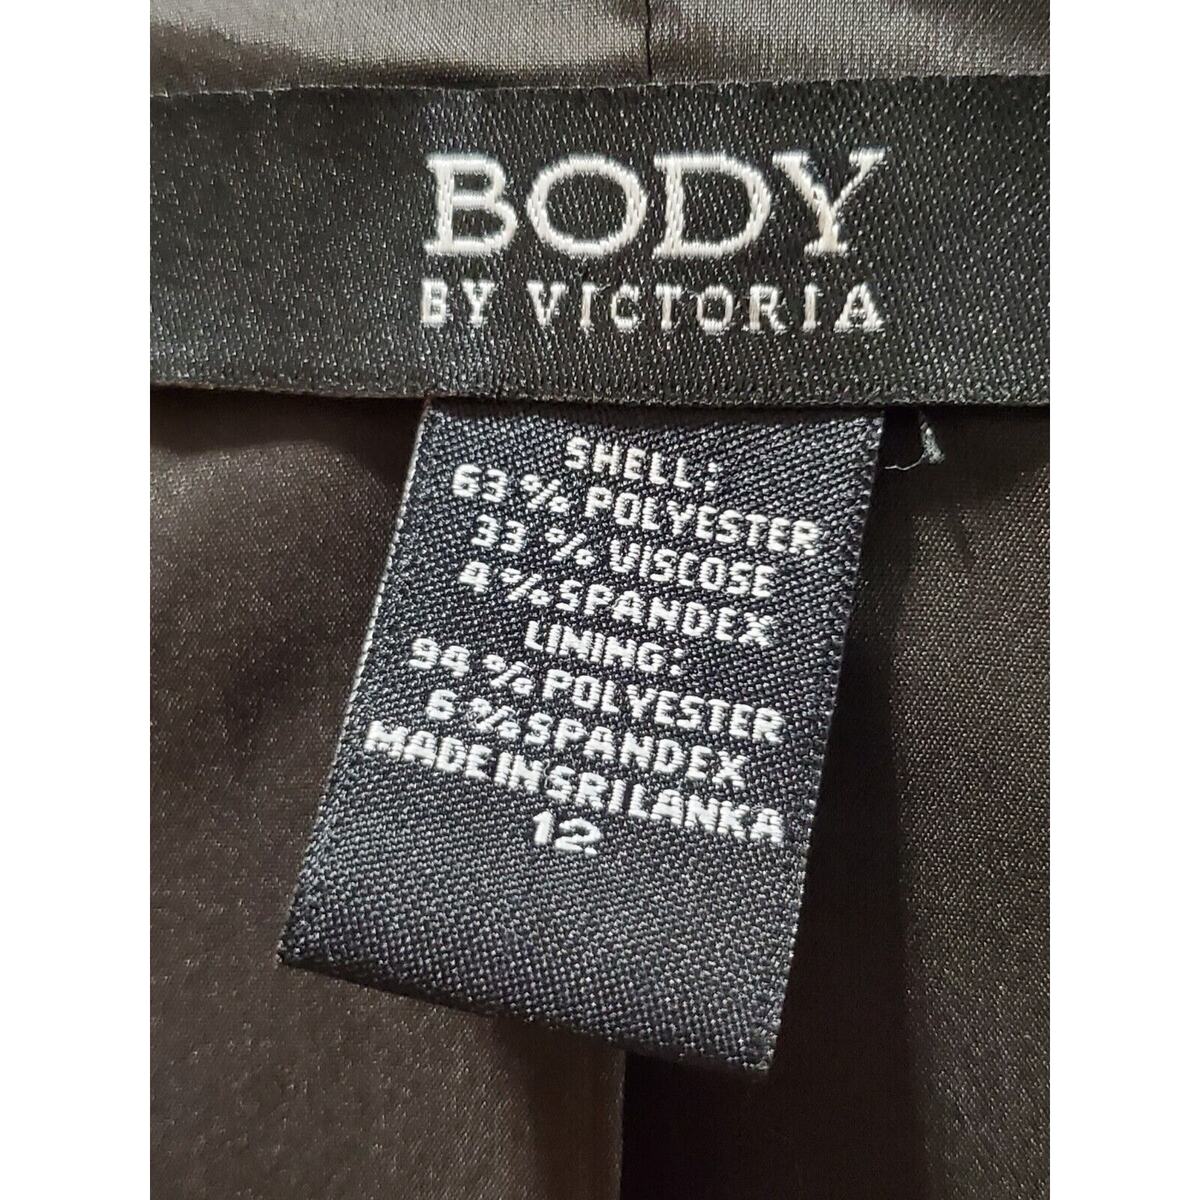 BODY
BY VICTORIA
SHELL:
63% POLYESTER
33% VISCOSE
4% SPANDEX
LINING:
94% POLYESTER
6% SPANDEX
MADE IN SRI LANKA
12.